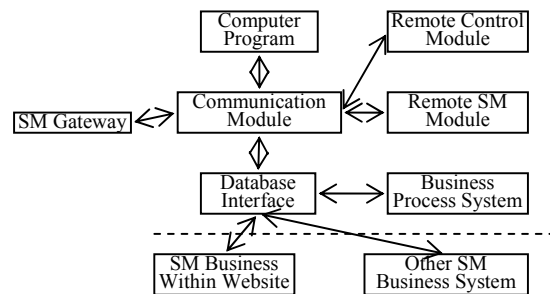 Computer
Program
Remote Control
Module
SM Gateway
Communication
Module
Remote SM
Module
Database
Interface
Business
Process System
SM Business
Within Website
Other SM
Business System